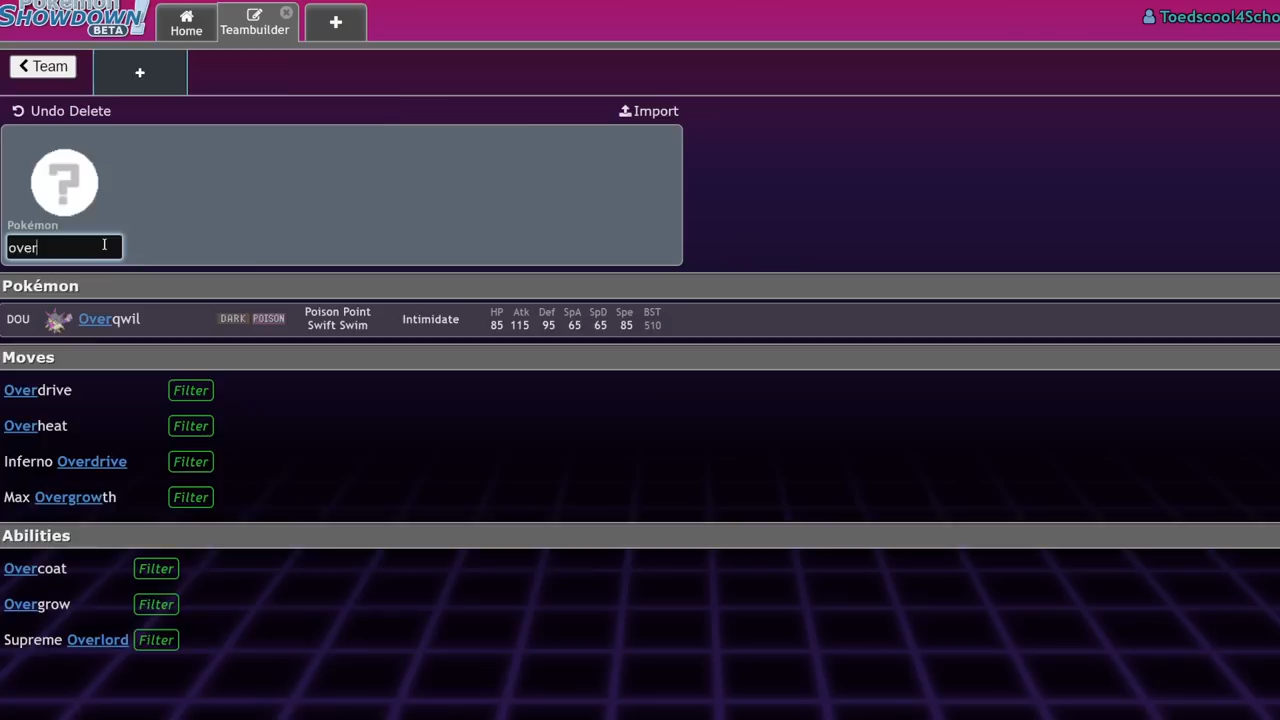 Pokémon
SHOWDOWN!
BETA
Home
Teambuilder
+
Toedscool4Scho
Team
+
Undo Delete
Import
?
Pokémon
over
Pokémon
DOU Overqwil DARK POISON Poison Point Swift Swim Intimidate HP 85 Atk 115 Def 95 SpA 65 SpD 65 Spe 85 BST 510
Moves
Overdrive Filter
Overheat Filter
Inferno Overdrive Filter
Max Overgrowth Filter
Abilities
Overcoat Filter
Overgrow Filter
Supreme Overlord Filter